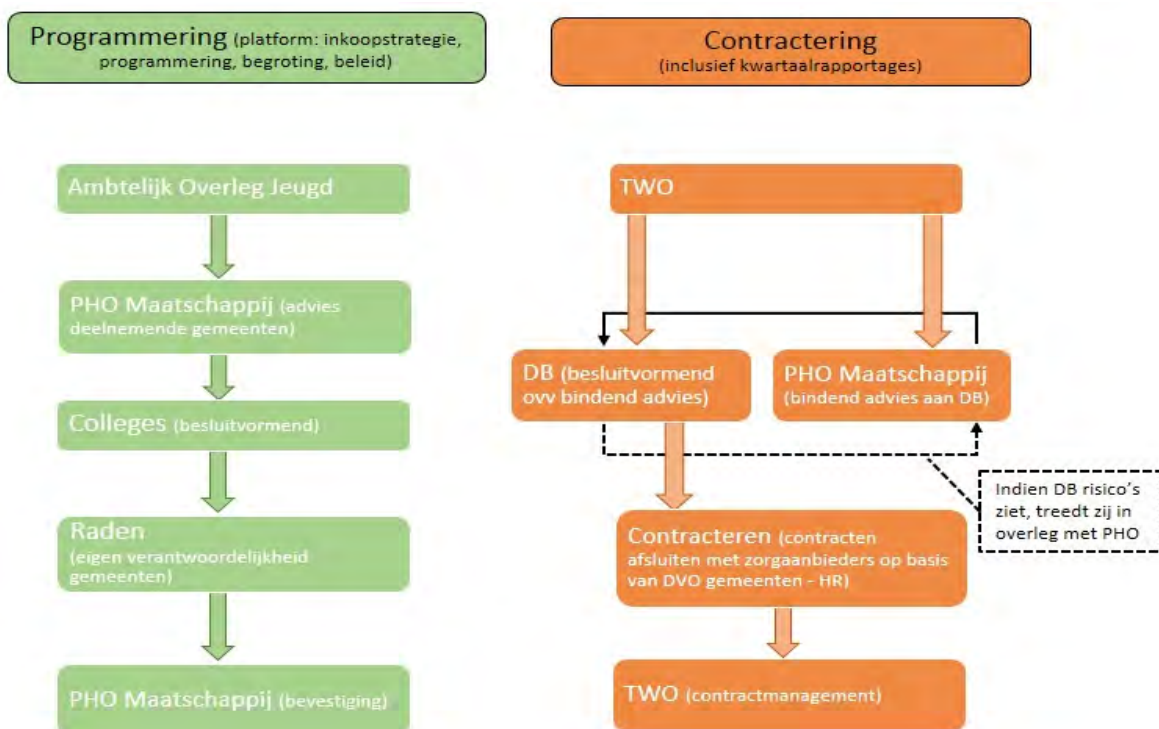 Programmering (platform: inkoopstrategie,
programmering, begroting, beleid)
Contractering
(inclusief kwartaalrapportages)
Ambtelijk Overleg Jeugd
PHO Maatschappij (advies
deelnemende gemeenten)
Colleges (besluitvormend)
Raden
(eigen verantwoordelijkheid
gemeenten)
PHO Maatschappij (bevestiging)
TWO
DB (besluitvormend
ovv bindend advies)
PHO Maatschappij
(bindend advies aan DB)
Indien DB risico's
ziet, treedt zij in
overleg met PHO
Contracteren (contracten
afsluiten met zorgaanbieders op basis
van DVO gemeenten - HR)
TWO (contractmanagement)